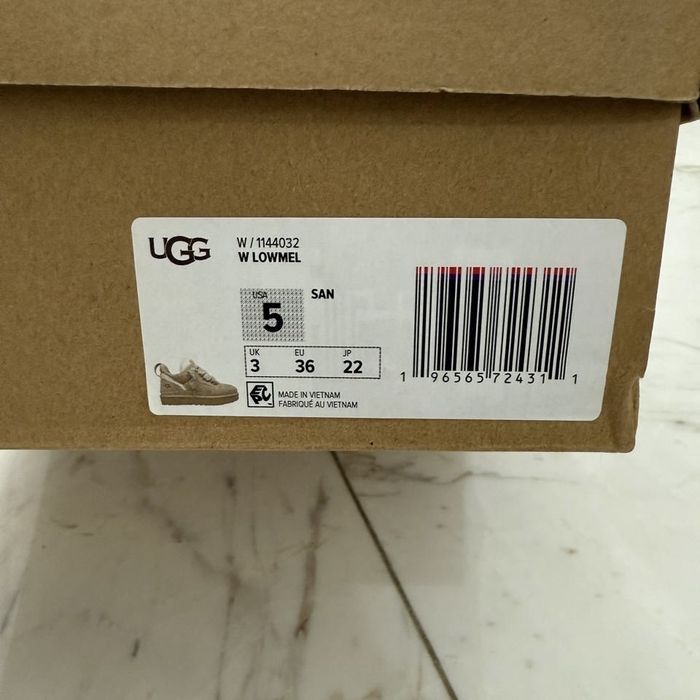 UGG
W / 1144032
W LOWMEL
USA
5
SAN
UK EU JP
3 36 22
MADE IN VIETNAM
FABRIQUÉ AU VIETNAM
1 96565 72431 1